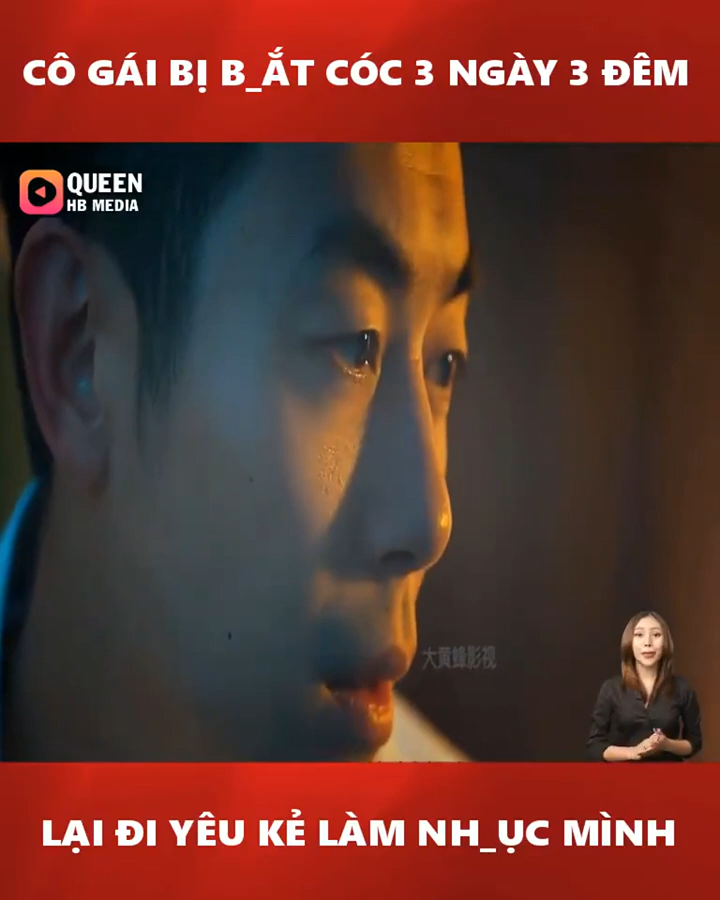 CÔ GÁI BỊ B_ẮT CÓC 3 NGÀY 3 ĐÊM
QUEEN
HB MEDIA
大黄蜂影视
LẠI ĐI YÊU KẺ LÀM NH_ỤC MÌNH